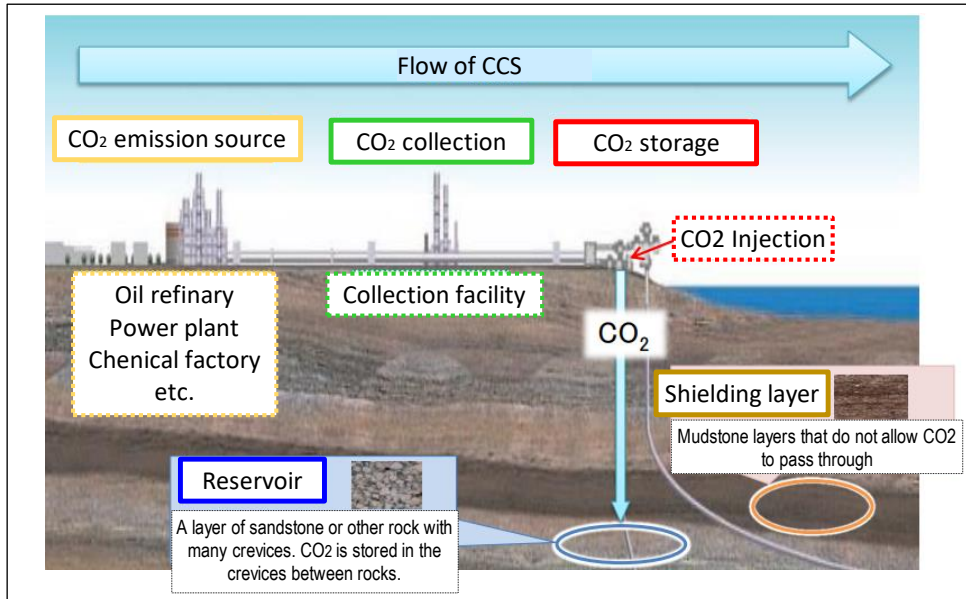 Flow of CCS
CO₂ emission source
CO₂ collection
CO₂ storage
CO2 Injection
Oil refinary
Power plant
Chenical factory
etc.
Collection facility
CO₂
Shielding layer
Mudstone layers that do not allow CO2
to pass through
Reservoir
A layer of sandstone or other rock with
many crevices. CO2 is stored in the
crevices between rocks.